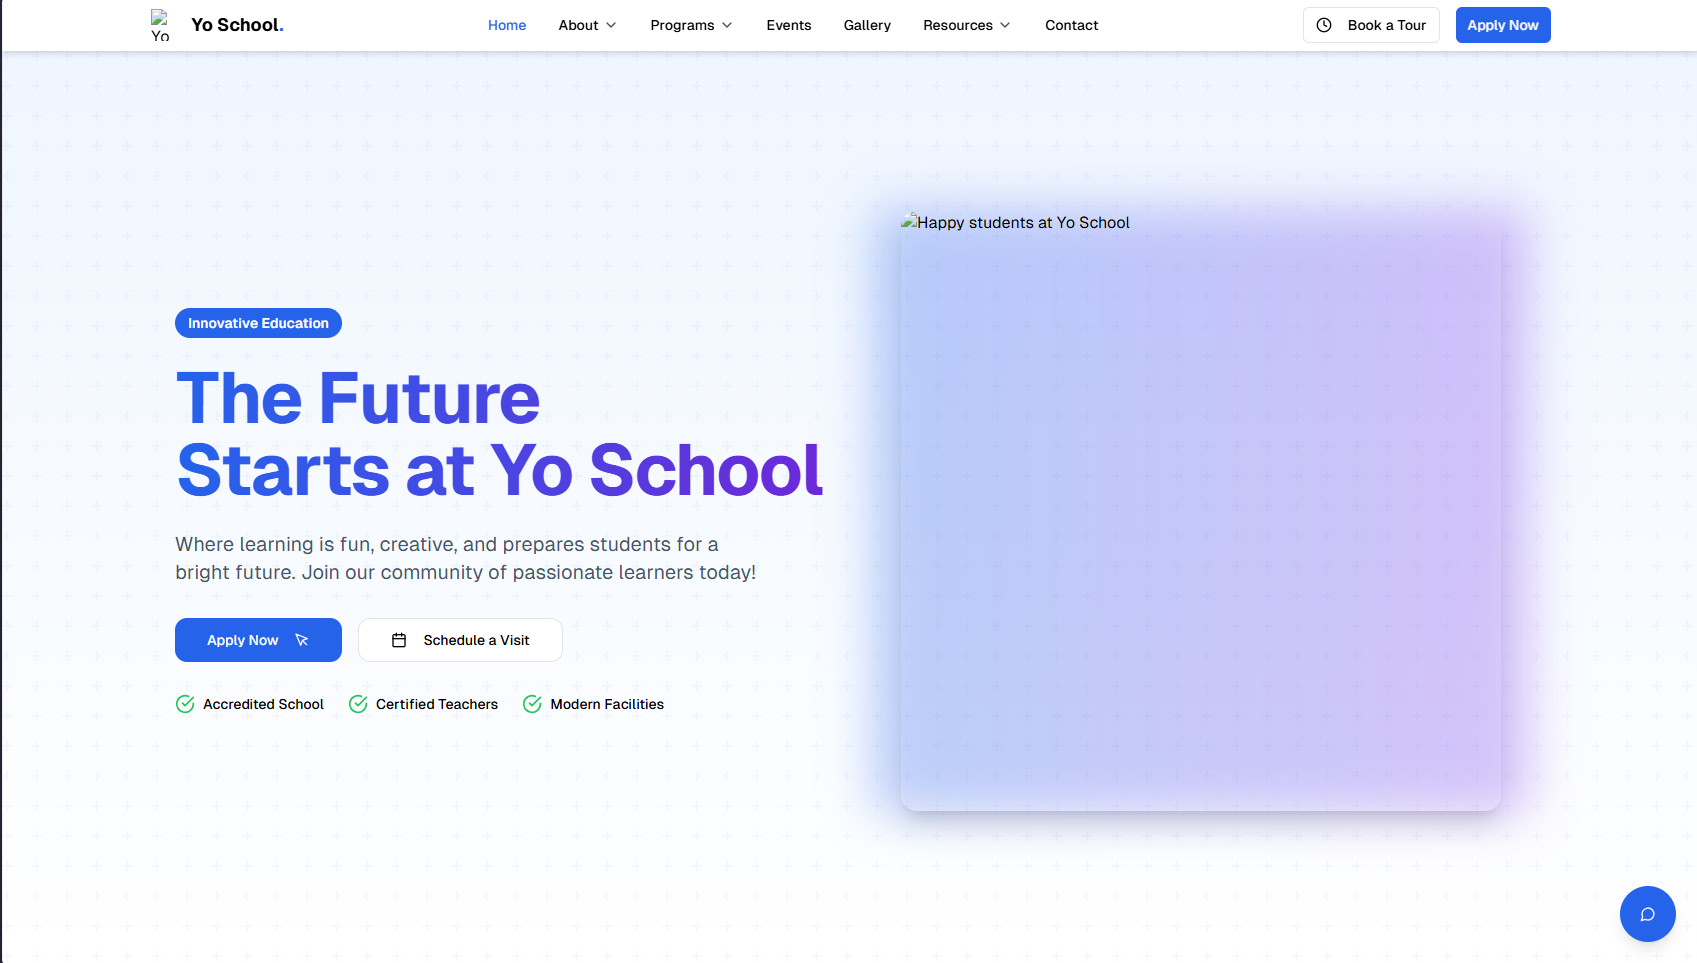 Yo
Yo School.
Home
About
Programs
Events
Gallery
Resources
Contact
Book a Tour
Apply Now
Innovative Education
The Future
Starts at Yo School
Where learning is fun, creative, and prepares students for a
bright future. Join our community of passionate learners today!
Apply Now
Schedule a Visit
Accredited School
Certified Teachers
Modern Facilities
Happy students at Yo School